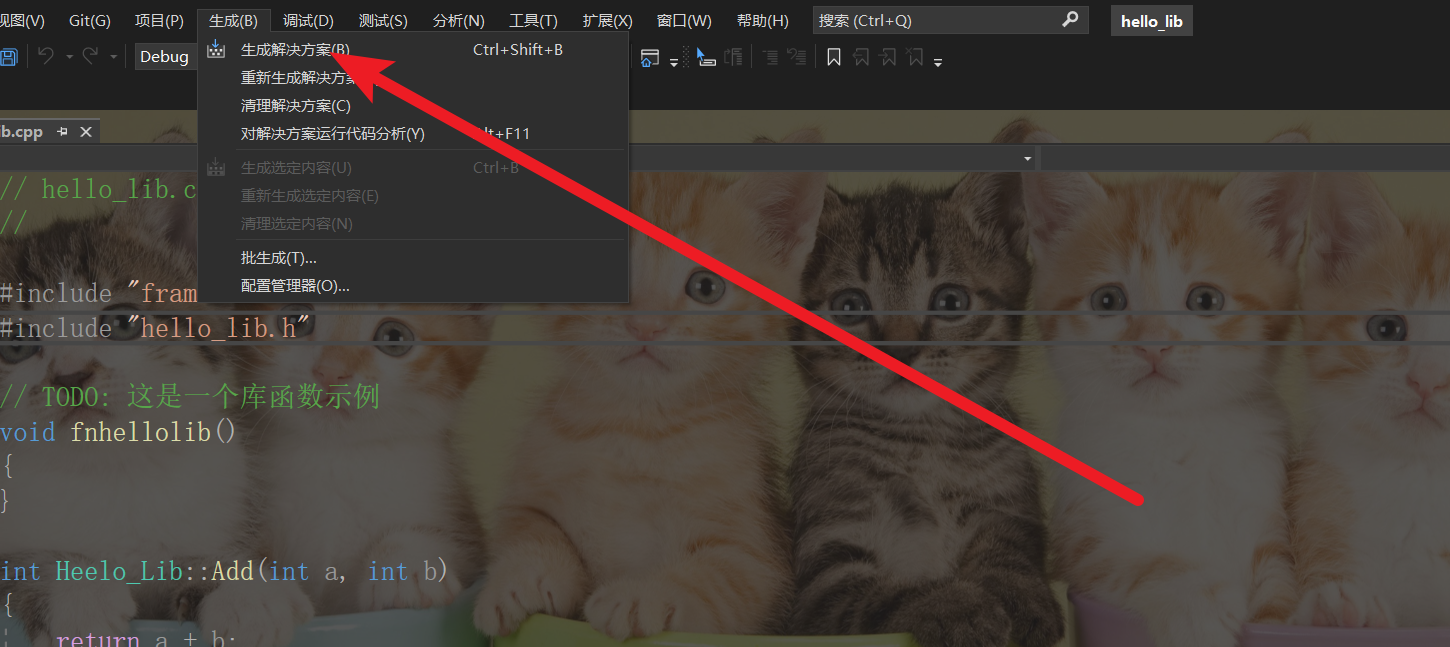 视图(V) Git(G) 项目(P) 生成(B) 调试(D) 测试(S) 分析(N) 工具(T) 扩展(X) 窗口(W) 帮助(H) 搜索 (Ctrl+Q) hello_lib
Debug
生成解决方案(B) Ctrl+Shift+B
重新生成解决方案
清理解决方案(C)
对解决方案运行代码分析(Y) Alt+F11
生成选定内容(U) Ctrl+B
重新生成选定内容(E)
清理选定内容(N)
批生成(T)...
配置管理器(O)...
ib.cpp
// hello_lib.c
//
#include "fram
#include "hello_lib.h"
// TODO: 这是一个库函数示例
void fnhellolib()
{
}
int Heelo_Lib::Add(int a, int b)
{
return a + b;